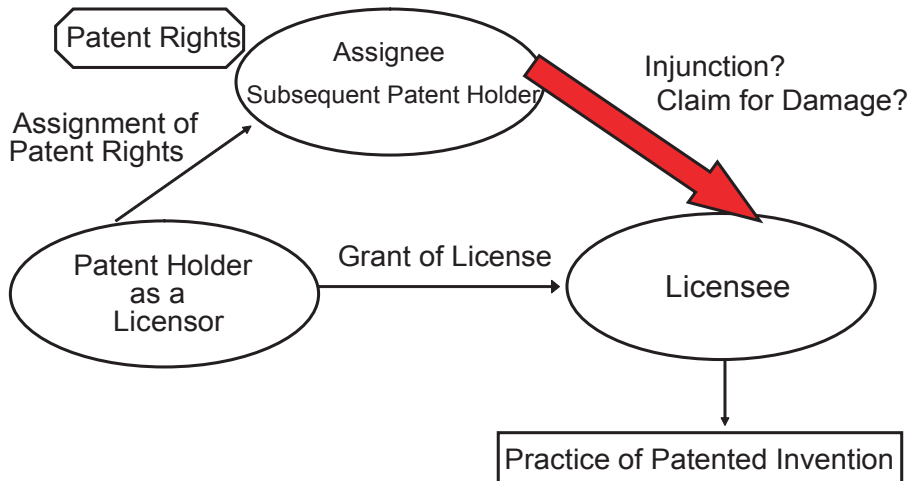 Patent Rights
Assignee
Subsequent Patent Holder
Injunction?
Claim for Damage?
Assignment of
Patent Rights
Patent Holder
as a
Licensor
Grant of License
Licensee
Practice of Patented Invention